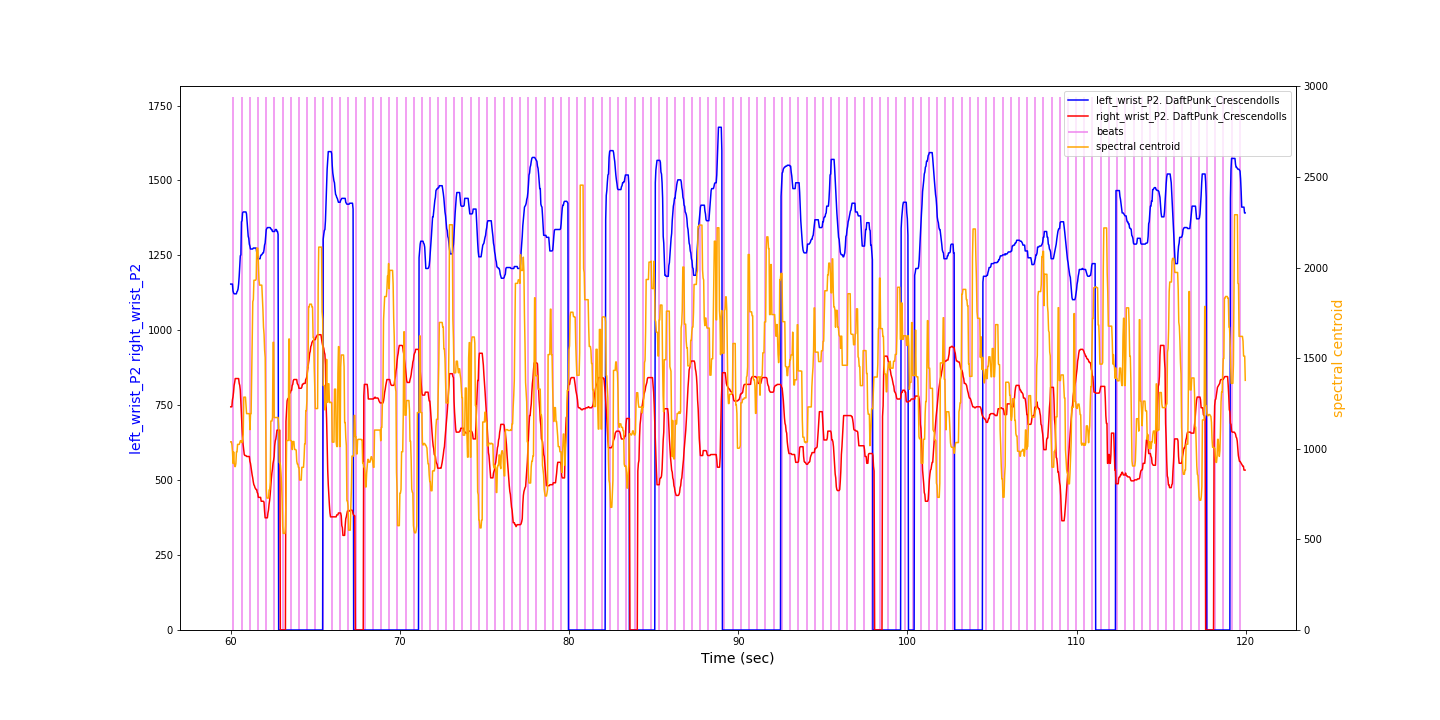 left_wrist_P2. DaftPunk_Crescendolls
right_wrist_P2. DaftPunk_Crescendolls
beats
spectral centroid
left_wrist_P2 right_wrist_P2
1750
1500
1250
1000
750
500
250
0
3000
2500
2000
1500
1000
500
0
spectral centroid
60 70 80 90 100 110 120
Time (sec)